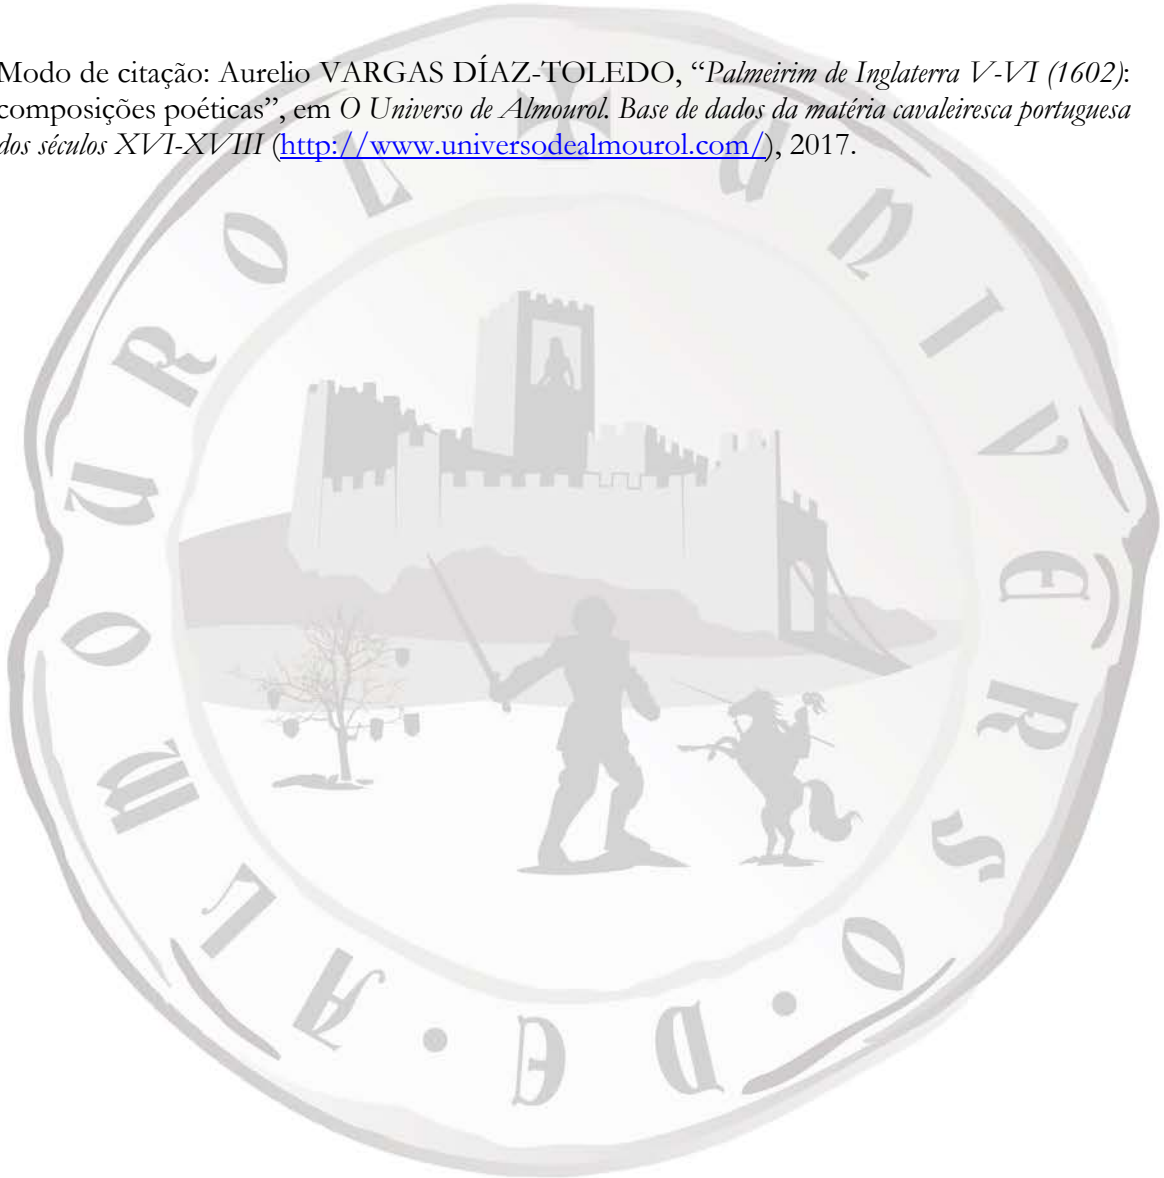 Modo de citação: Aurelio VARGAS DÍAZ-TOLEDO, “Palmeirim de Inglaterra V-VI (1602):
composições poéticas”, em O Universo de Almourol. Base de dados da matéria cavaleiresca portuguesa
dos séculos XVI-XVIII (http://www.universodealmourol.com/), 2017.
UNIVERSO · DE · ALMOUROL